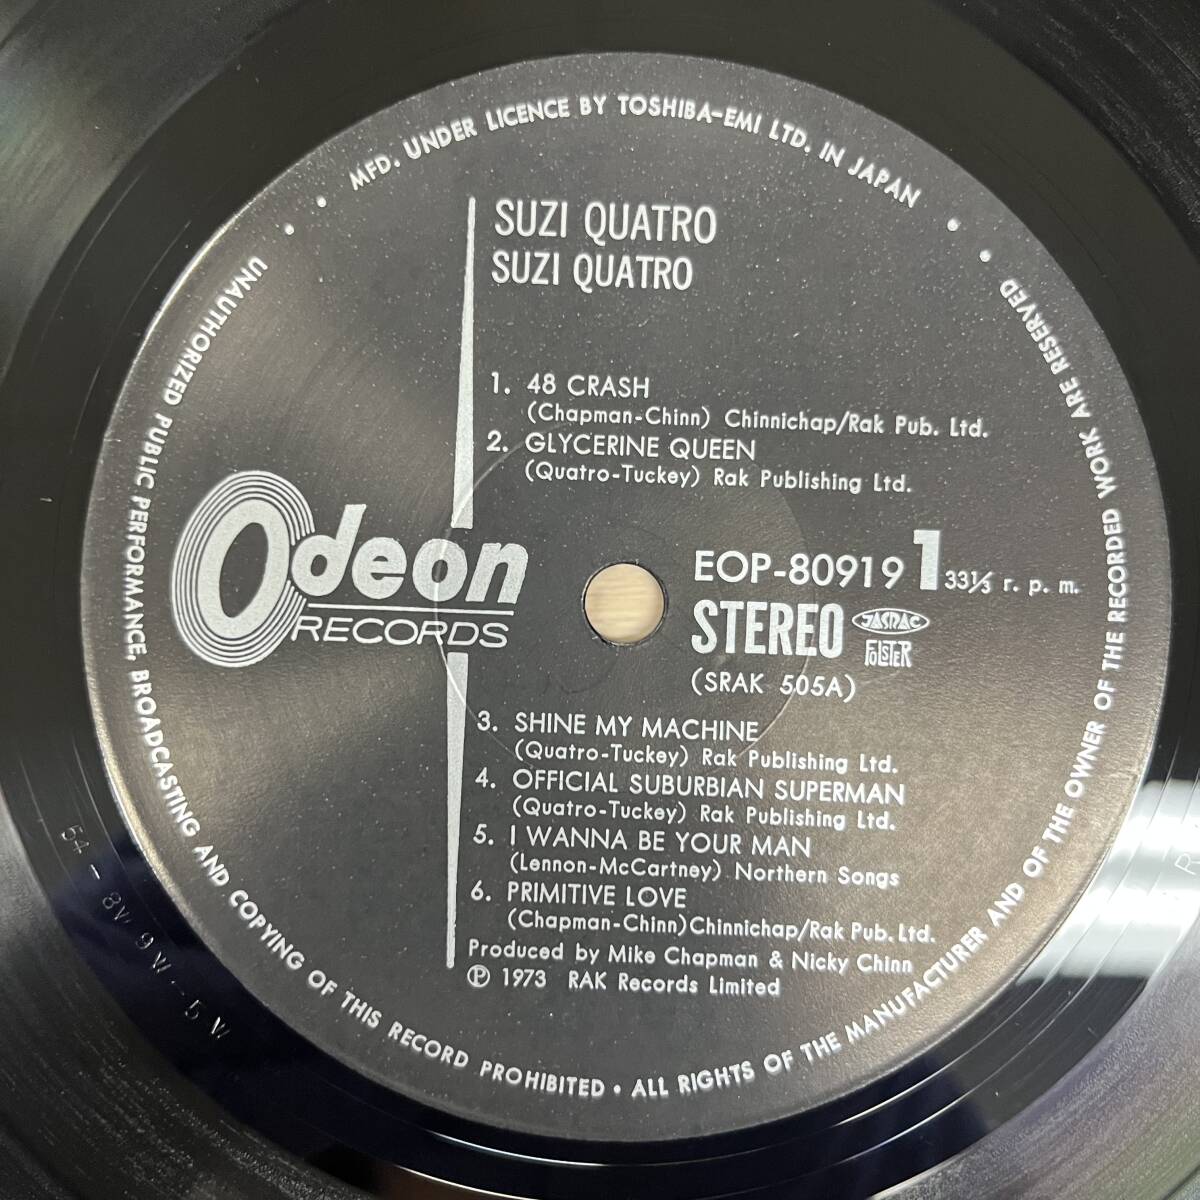 MFD. UNDER LICENCE BY TOSHIBA-EMI LTD. IN JAPAN
SUZI QUATRO
SUZI QUATRO
1. 48 CRASH
(Chapman-Chinn) Chinnichap/Rak Pub. Ltd.
2. GLYCERINE QUEEN
(Quatro-Tuckey) Rak Publishing Ltd.
Odeon
RECORDS
EOP-80919 1 33⅓ r. p. m.
STEREO JASRAC
FOLSTER
(SRAK 505A)
3. SHINE MY MACHINE
(Quatro-Tuckey) Rak Publishing Ltd.
4. OFFICIAL SUBURBIAN SUPERMAN
(Quatro-Tuckey) Rak Publishing Ltd.
5. I WANNA BE YOUR MAN
(Lennon-McCartney) Northern Songs
6. PRIMITIVE LOVE
(Chapman-Chinn) Chinnichap/Rak Pub. Ltd.
Produced by Mike Chapman & Nicky Chinn
Ⓟ 1973 RAK Records Limited
UNAUTHORIZED PUBLIC PERFORMANCE, BROADCASTING AND COPYING OF THIS RECORD PROHIBITED • ALL RIGHTS OF THE MANUFACTURER AND OF THE OWNER OF THE RECORDED WORK ARE RESERVED